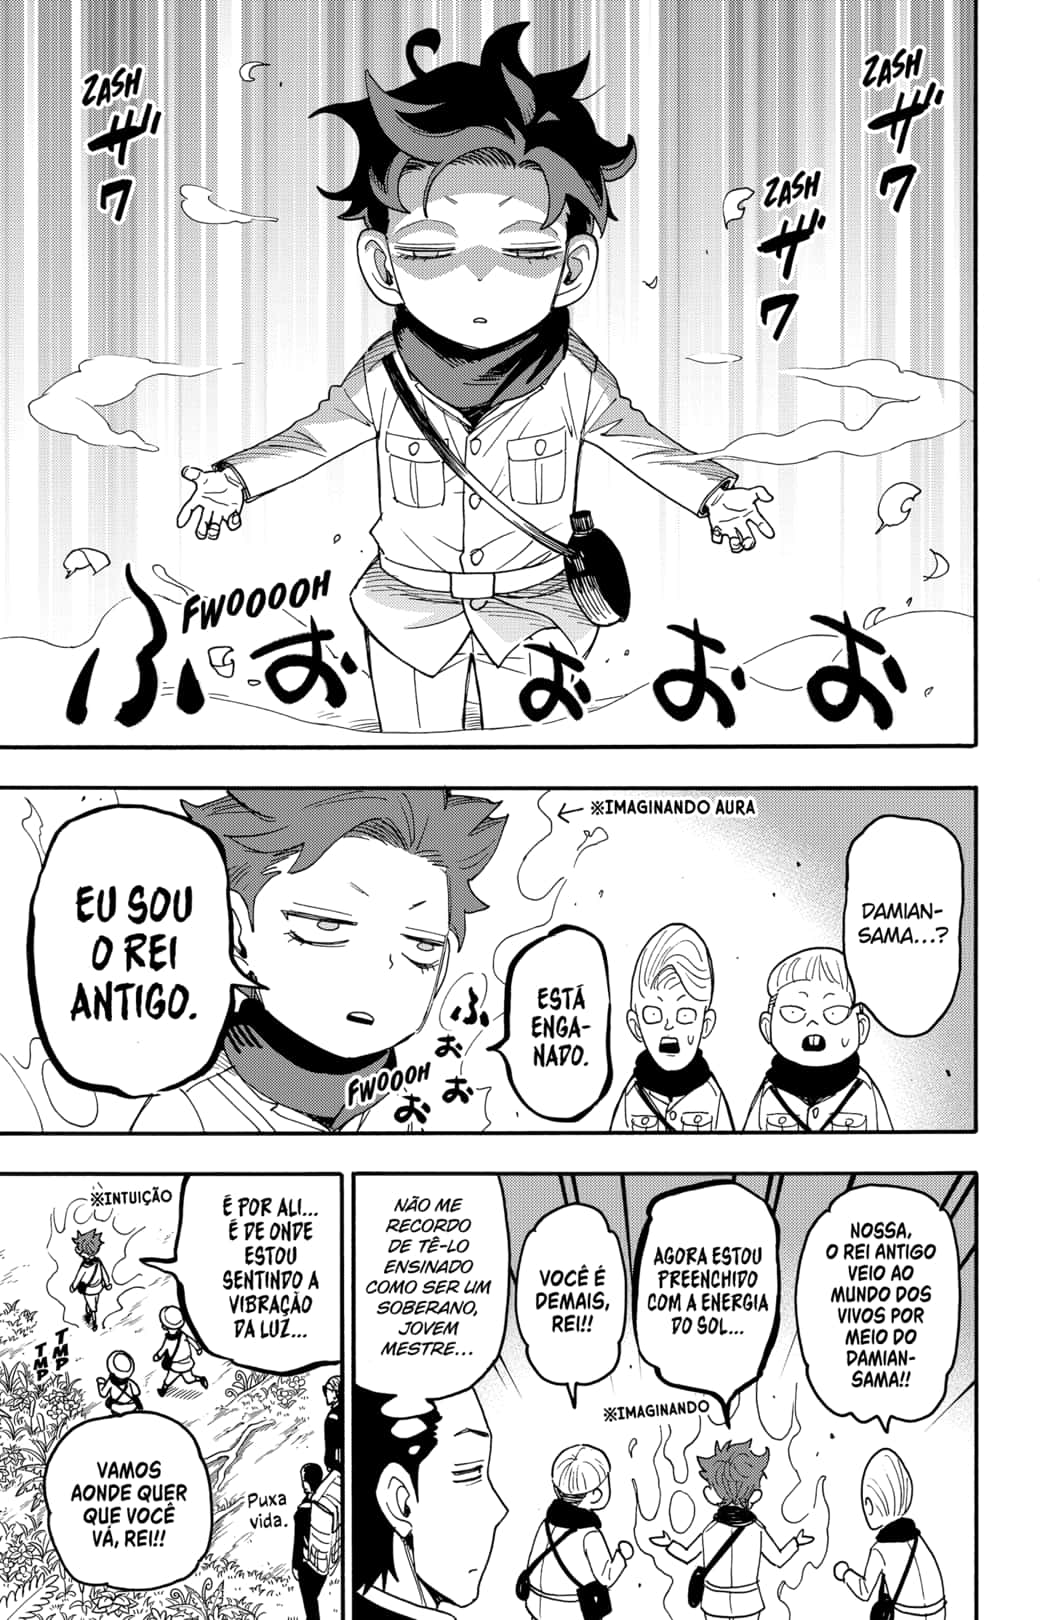 ZASH
ザワ
ZASH
ザワ
ZASH
ザワ
FWOOOOH
ふぉぉぉぉ
※IMAGINANDO AURA
DAMIAN-
SAMA...?
ESTÁ
ENGA-
NADO.
EU SOU
O REI
ANTIGO.
FWOOOH
ふぉぉぉ
NOSSA,
O REI ANTIGO
VEIO AO
MUNDO DOS
VIVOS POR
MEIO DO
DAMIAN-
SAMA!!
AGORA ESTOU
PREENCHIDO
COM A ENERGIA
DO SOL...
※IMAGINANDO
VOCÊ É
DEMAIS,
REI!!
NÃO ME
RECORDO
DE TÊ-LO
ENSINADO
COMO SER UM
SOBERANO,
JOVEM
MESTRE...
É POR ALI...
É DE ONDE
ESTOU
SENTINDO A
VIBRAÇÃO
DA LUZ...
※INTUIÇÃO
TMP
TMP
VAMOS
AONDE QUER
QUE VOCÊ
VÁ, REI!!
Puxa
vida.